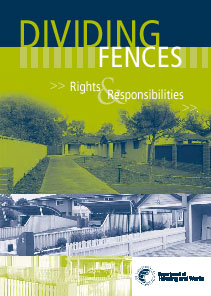 DIVIDING
FENCES
>> Rights &
Responsibilities
>>
Department of
Housing and Works